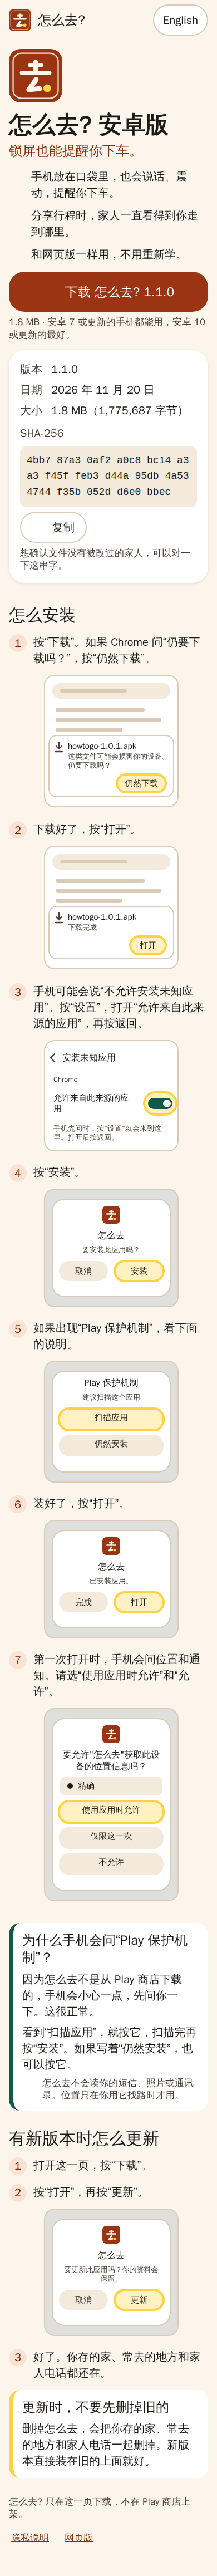 怎么去?
English
去
怎么去? 安卓版
锁屏也能提醒你下车。
手机放在口袋里，也会说话、震
动，提醒你下车。
分享行程时，家人一直看得到你走
到哪里。
和网页版一样用，不用重新学。
下载 怎么去? 1.1.0
1.8 MB · 安卓 7 或更新的手机都能用，安卓 10
或更新的最好。
版本 1.1.0
日期 2026 年 11 月 20 日
大小 1.8 MB（1,775,687 字节）
SHA-256
4bb7 87a3 0af2 a0c8 bc14 a3
a3 f45f feb3 d44a 95db 4a53
4744 f35b 052d d6e0 bbec
复制
想确认文件没有被改过的家人，可以对一
下这串字。
怎么安装
1 按“下载”。如果 Chrome 问“仍要下
载吗？”，按“仍然下载”。
howtogo-1.0.1.apk
这类文件可能会损害你的设备。
仍要下载吗？
仍然下载
2 下载好了，按“打开”。
howtogo-1.0.1.apk
下载完成
打开
3 手机可能会说“不允许安装未知应
用”。按“设置”，打开“允许来自此来
源的应用”，再按返回。
安装未知应用
Chrome
允许来自此来源的应
用
手机先问时，按"设置"就会来到这
里。打开后按返回。
4 按“安装”。
去
怎么去
要安装此应用吗？
取消 安装
5 如果出现“Play 保护机制”，看下面
的说明。
Play 保护机制
建议扫描这个应用
扫描应用
仍然安装
6 装好了，按“打开”。
去
怎么去
已安装应用。
完成 打开
7 第一次打开时，手机会问位置和通
知。请选“使用应用时允许”和“允
许”。
去
要允许"怎么去"获取此设
备的位置信息吗？
精确
使用应用时允许
仅限这一次
不允许
为什么手机会问“Play 保护机
制”？
因为怎么去不是从 Play 商店下载
的，手机会小心一点，先问你一
下。这很正常。
看到“扫描应用”，就按它，扫描完再
按“安装”。如果写着“仍然安装”，也
可以按它。
怎么去不会读你的短信、照片或通讯
录。位置只在你用它找路时才用。
有新版本时怎么更新
1 打开这一页，按“下载”。
2 按“打开”，再按“更新”。
去
怎么去
要更新此应用吗？你的资料会
保留。
取消 更新
3 好了。你存的家、常去的地方和家
人电话都还在。
更新时，不要先删掉旧的
删掉怎么去，会把你存的家、常去
的地方和家人电话一起删掉。新版
本直接装在旧的上面就好。
怎么去? 只在这一页下载，不在 Play 商店上
架。
隐私说明 网页版